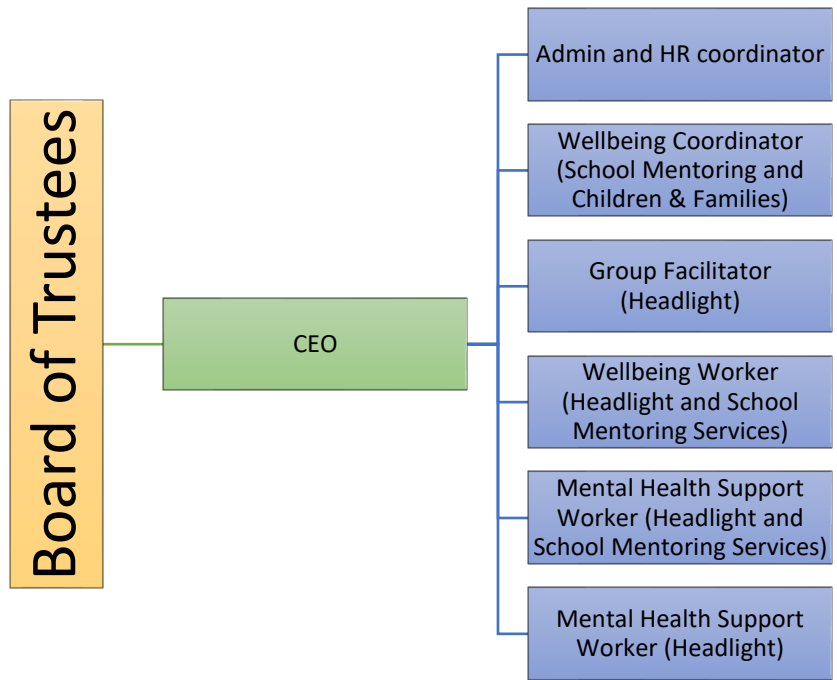 Board of Trustees
CEO
Admin and HR coordinator
Wellbeing Coordinator
(School Mentoring and
Children & Families)
Group Facilitator
(Headlight)
Wellbeing Worker
(Headlight and School
Mentoring Services)
Mental Health Support
Worker (Headlight and
School Mentoring Services)
Mental Health Support
Worker (Headlight)